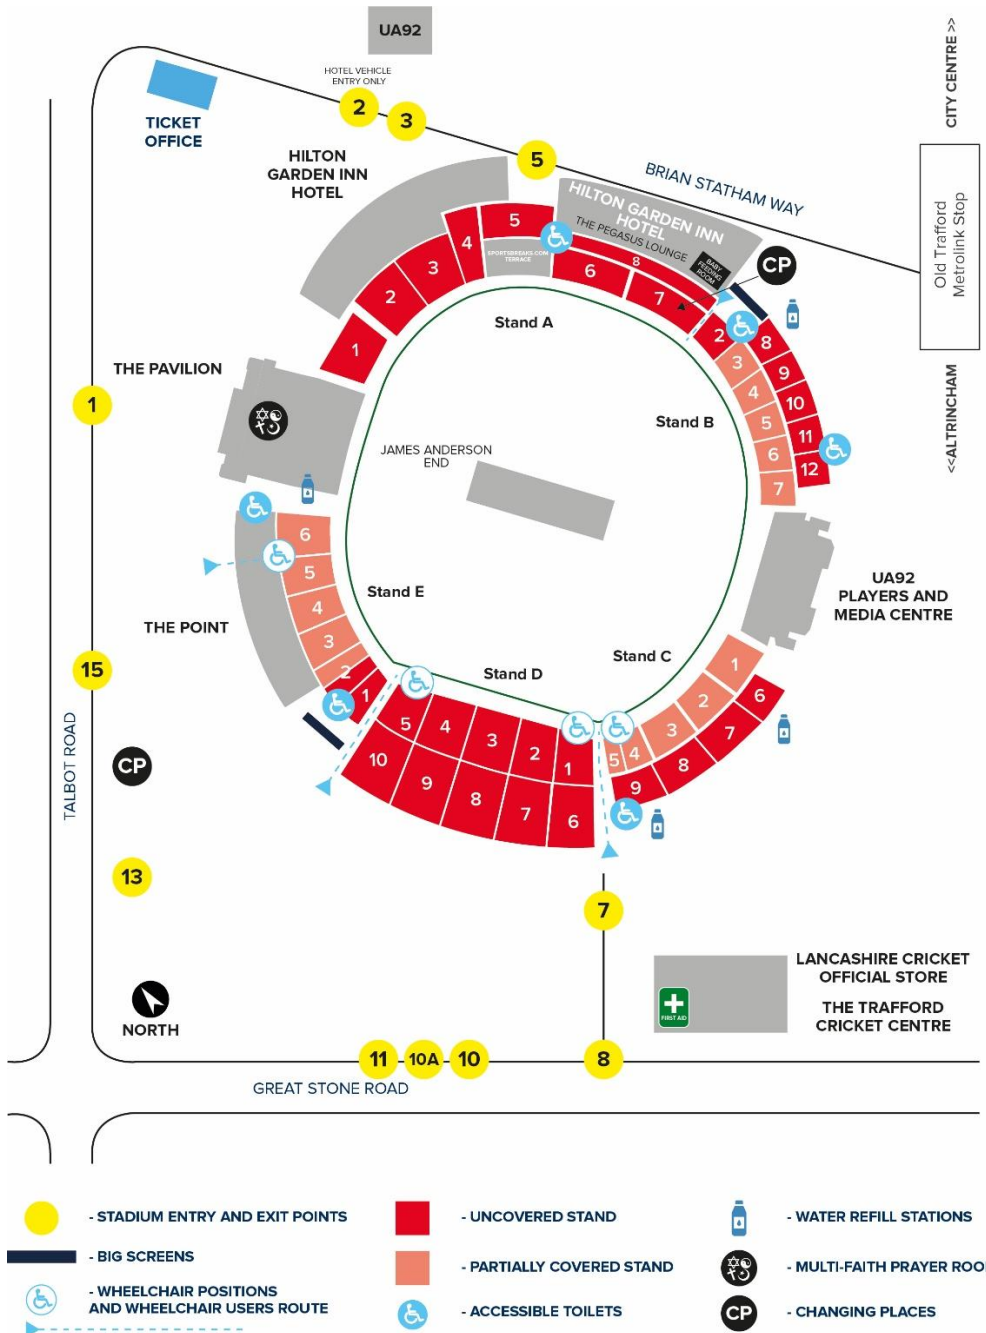 UA92
HOTEL VEHICLE
ENTRY ONLY
2
3
5
TICKET
OFFICE
HILTON
GARDEN INN
HOTEL
BRIAN STATHAM WAY
CITY CENTRE >>
Old Trafford
Metrolink Stop
<<ALTRINCHAM
HILTON GARDEN INN
HOTEL
THE PEGASUS LOUNGE
BABY
FEEDING
ROOM
CP
SPORTSBREAKS.COM
TERRACE
1
2
3
4
5
6
7
8
Stand A
2
3
4
5
6
7
8
9
10
11
12
Stand B
THE PAVILION
1
JAMES ANDERSON
END
UA92
PLAYERS AND
MEDIA CENTRE
6
5
4
3
2
1
Stand E
THE POINT
15
TALBOT ROAD
CP
13
Stand D
5
4
3
2
1
10
9
8
7
6
Stand C
1
2
3
4
5
6
7
8
9
7
LANCASHIRE CRICKET
OFFICIAL STORE
THE TRAFFORD
CRICKET CENTRE
FIRST AID
NORTH
11
10A
10
8
GREAT STONE ROAD
- STADIUM ENTRY AND EXIT POINTS
- BIG SCREENS
- WHEELCHAIR POSITIONS
AND WHEELCHAIR USERS ROUTE
- UNCOVERED STAND
- PARTIALLY COVERED STAND
- ACCESSIBLE TOILETS
- WATER REFILL STATIONS
- MULTI-FAITH PRAYER ROO
CP
- CHANGING PLACES